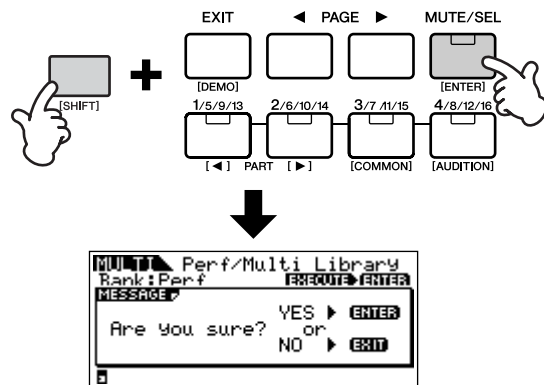 EXIT ◄ PAGE ► MUTE/SEL
[SHIFT] [DEMO] [ENTER]
1/5/9/13 2/6/10/14 3/7/11/15 4/8/12/16
[◄] PART [►] [COMMON] [AUDITION]
MULTI Perf/Multi Library
Bank:Perf EXECUTE ENTER
MESSAGE
YES ► ENTER
Are you sure? or
NO ► EXIT